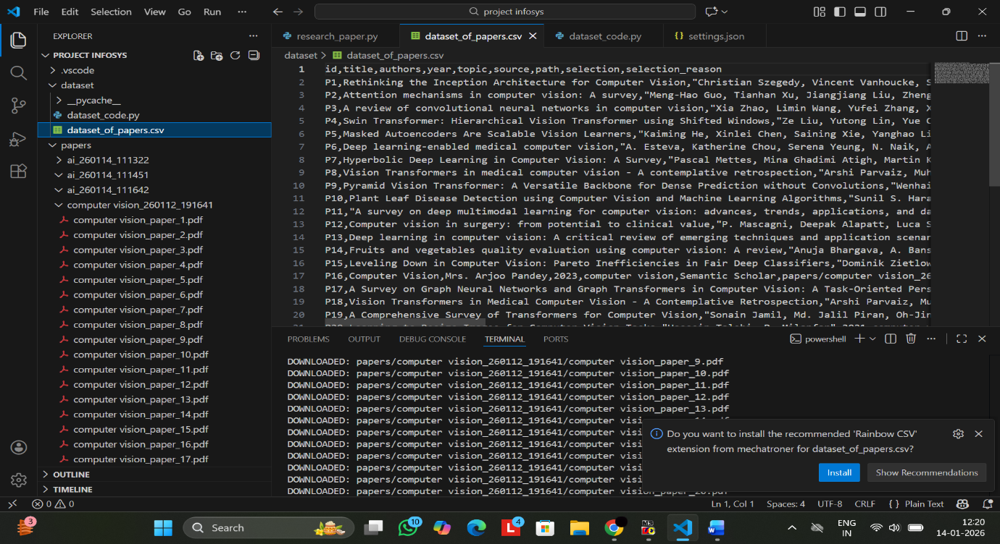 File Edit Selection View Go Run ··· project infosys
EXPLORER ···
PROJECT INFOSYS
.vscode
dataset
__pycache__
dataset_code.py
dataset_of_papers.csv
papers
ai_260114_111322
ai_260114_111451
ai_260114_111642
computer vision_260112_191641
computer vision_paper_1.pdf
computer vision_paper_2.pdf
computer vision_paper_3.pdf
computer vision_paper_4.pdf
computer vision_paper_5.pdf
computer vision_paper_6.pdf
computer vision_paper_7.pdf
computer vision_paper_8.pdf
computer vision_paper_9.pdf
computer vision_paper_10.pdf
computer vision_paper_11.pdf
computer vision_paper_12.pdf
computer vision_paper_13.pdf
computer vision_paper_14.pdf
computer vision_paper_15.pdf
computer vision_paper_16.pdf
computer vision_paper_17.pdf
OUTLINE
TIMELINE
research_paper.py dataset_of_papers.csv dataset_code.py {} settings.json
dataset > dataset_of_papers.csv
1 id,title,authors,year,topic,source,path,selection,selection_reason
2 P1,Rethinking the Inception Architecture for Computer Vision,"Christian Szegedy, Vincent Vanhoucke, S
3 P2,Attention mechanisms in computer vision: A survey,"Meng-Hao Guo, Tianhan Xu, Jiangjiang Liu, Zheng
4 P3,A review of convolutional neural networks in computer vision,"Xia Zhao, Limin Wang, Yufei Zhang, X
5 P4,Swin Transformer: Hierarchical Vision Transformer using Shifted Windows,"Ze Liu, Yutong Lin, Yue C
6 P5,Masked Autoencoders Are Scalable Vision Learners,"Kaiming He, Xinlei Chen, Saining Xie, Yanghao Li
7 P6,Deep learning-enabled medical computer vision,"A. Esteva, Katherine Chou, Serena Yeung, N. Naik, A
8 P7,Hyperbolic Deep Learning in Computer Vision: A Survey,"Pascal Mettes, Mina Ghadimi Atigh, Martin K
9 P8,Vision Transformers in medical computer vision - A contemplative retrospection,"Arshi Parvaiz, Muh
10 P9,Pyramid Vision Transformer: A Versatile Backbone for Dense Prediction without Convolutions,"Wenhai
11 P10,Plant Leaf Disease Detection using Computer Vision and Machine Learning Algorithms,"Sunil S. Hara
12 P11,"A survey on deep multimodal learning for computer vision: advances, trends, applications, and da
13 P12,Computer vision in surgery: from potential to clinical value,"P. Mascagni, Deepak Alapatt, Luca S
14 P13,Deep learning in computer vision: A critical review of emerging techniques and application scenar
15 P14,Fruits and vegetables quality evaluation using computer vision: A review,"Anuja Bhargava, A. Bans
16 P15,Leveling Down in Computer Vision: Pareto Inefficiencies in Fair Deep Classifiers,"Dominik Zietlow
17 P16,Computer Vision,Mrs. Arjoo Pandey,2023,computer vision,Semantic Scholar,papers/computer vision_26
18 P17,A Survey on Graph Neural Networks and Graph Transformers in Computer Vision: A Task-Oriented Pers
19 P18,Vision Transformers in Medical Computer Vision - A Contemplative Retrospection,"Arshi Parvaiz, Mu
20 P19,A Comprehensive Survey of Transformers for Computer Vision,"Sonain Jamil, Md. Jalil Piran, Oh-Jin
PROBLEMS OUTPUT DEBUG CONSOLE TERMINAL PORTS powershell
DOWNLOADED: papers/computer vision_260112_191641/computer vision_paper_9.pdf
DOWNLOADED: papers/computer vision_260112_191641/computer vision_paper_10.pdf
DOWNLOADED: papers/computer vision_260112_191641/computer vision_paper_11.pdf
DOWNLOADED: papers/computer vision_260112_191641/computer vision_paper_12.pdf
DOWNLOADED: papers/computer vision_260112_191641/computer vision_paper_13.pdf
DOWNLOADED: papers/computer vision_260112_191641/computer
DOWNLOADED: papers/computer vision_260112_191641/computer visi
DOWNLOADED: papers/computer vision_260112_191641/computer visi
DOWNLOADED: papers/computer vision_260112_191641/computer visi
DOWNLOADED: papers/computer vision_260112_191641/computer visi
DOWNLOADED: papers/computer vision_260112_191641/computer visi
DOWNLOADED: papers/computer vision_260112_191641/computer
Do you want to install the recommended 'Rainbow CSV'
extension from mechatroner for dataset_of_papers.csv?
Install Show Recommendations
0 0 Ln 1, Col 1 Spaces: 4 UTF-8 CRLF {} Plain Text
3 Search 10 4 ENG 12:20
IN 14-01-2026